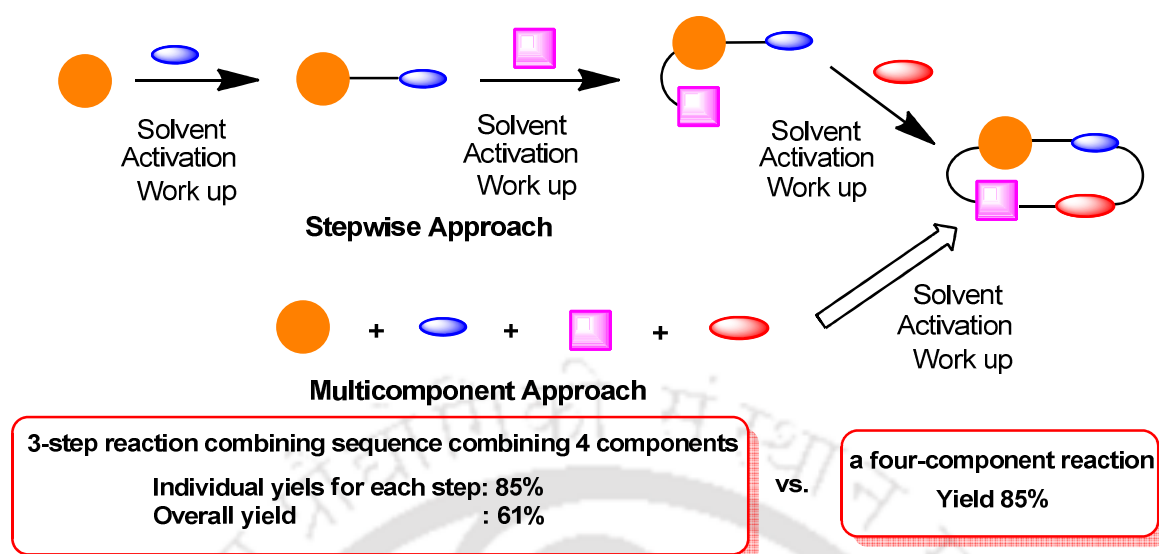 Solvent
Activation
Work up
Solvent
Activation
Work up
Solvent
Activation
Work up
Stepwise Approach
Solvent
Activation
Work up
+ + +
Multicomponent Approach
3-step reaction combining sequence combining 4 components
Individual yiels for each step: 85%
Overall yield : 61%
vs.
a four-component reaction
Yield 85%